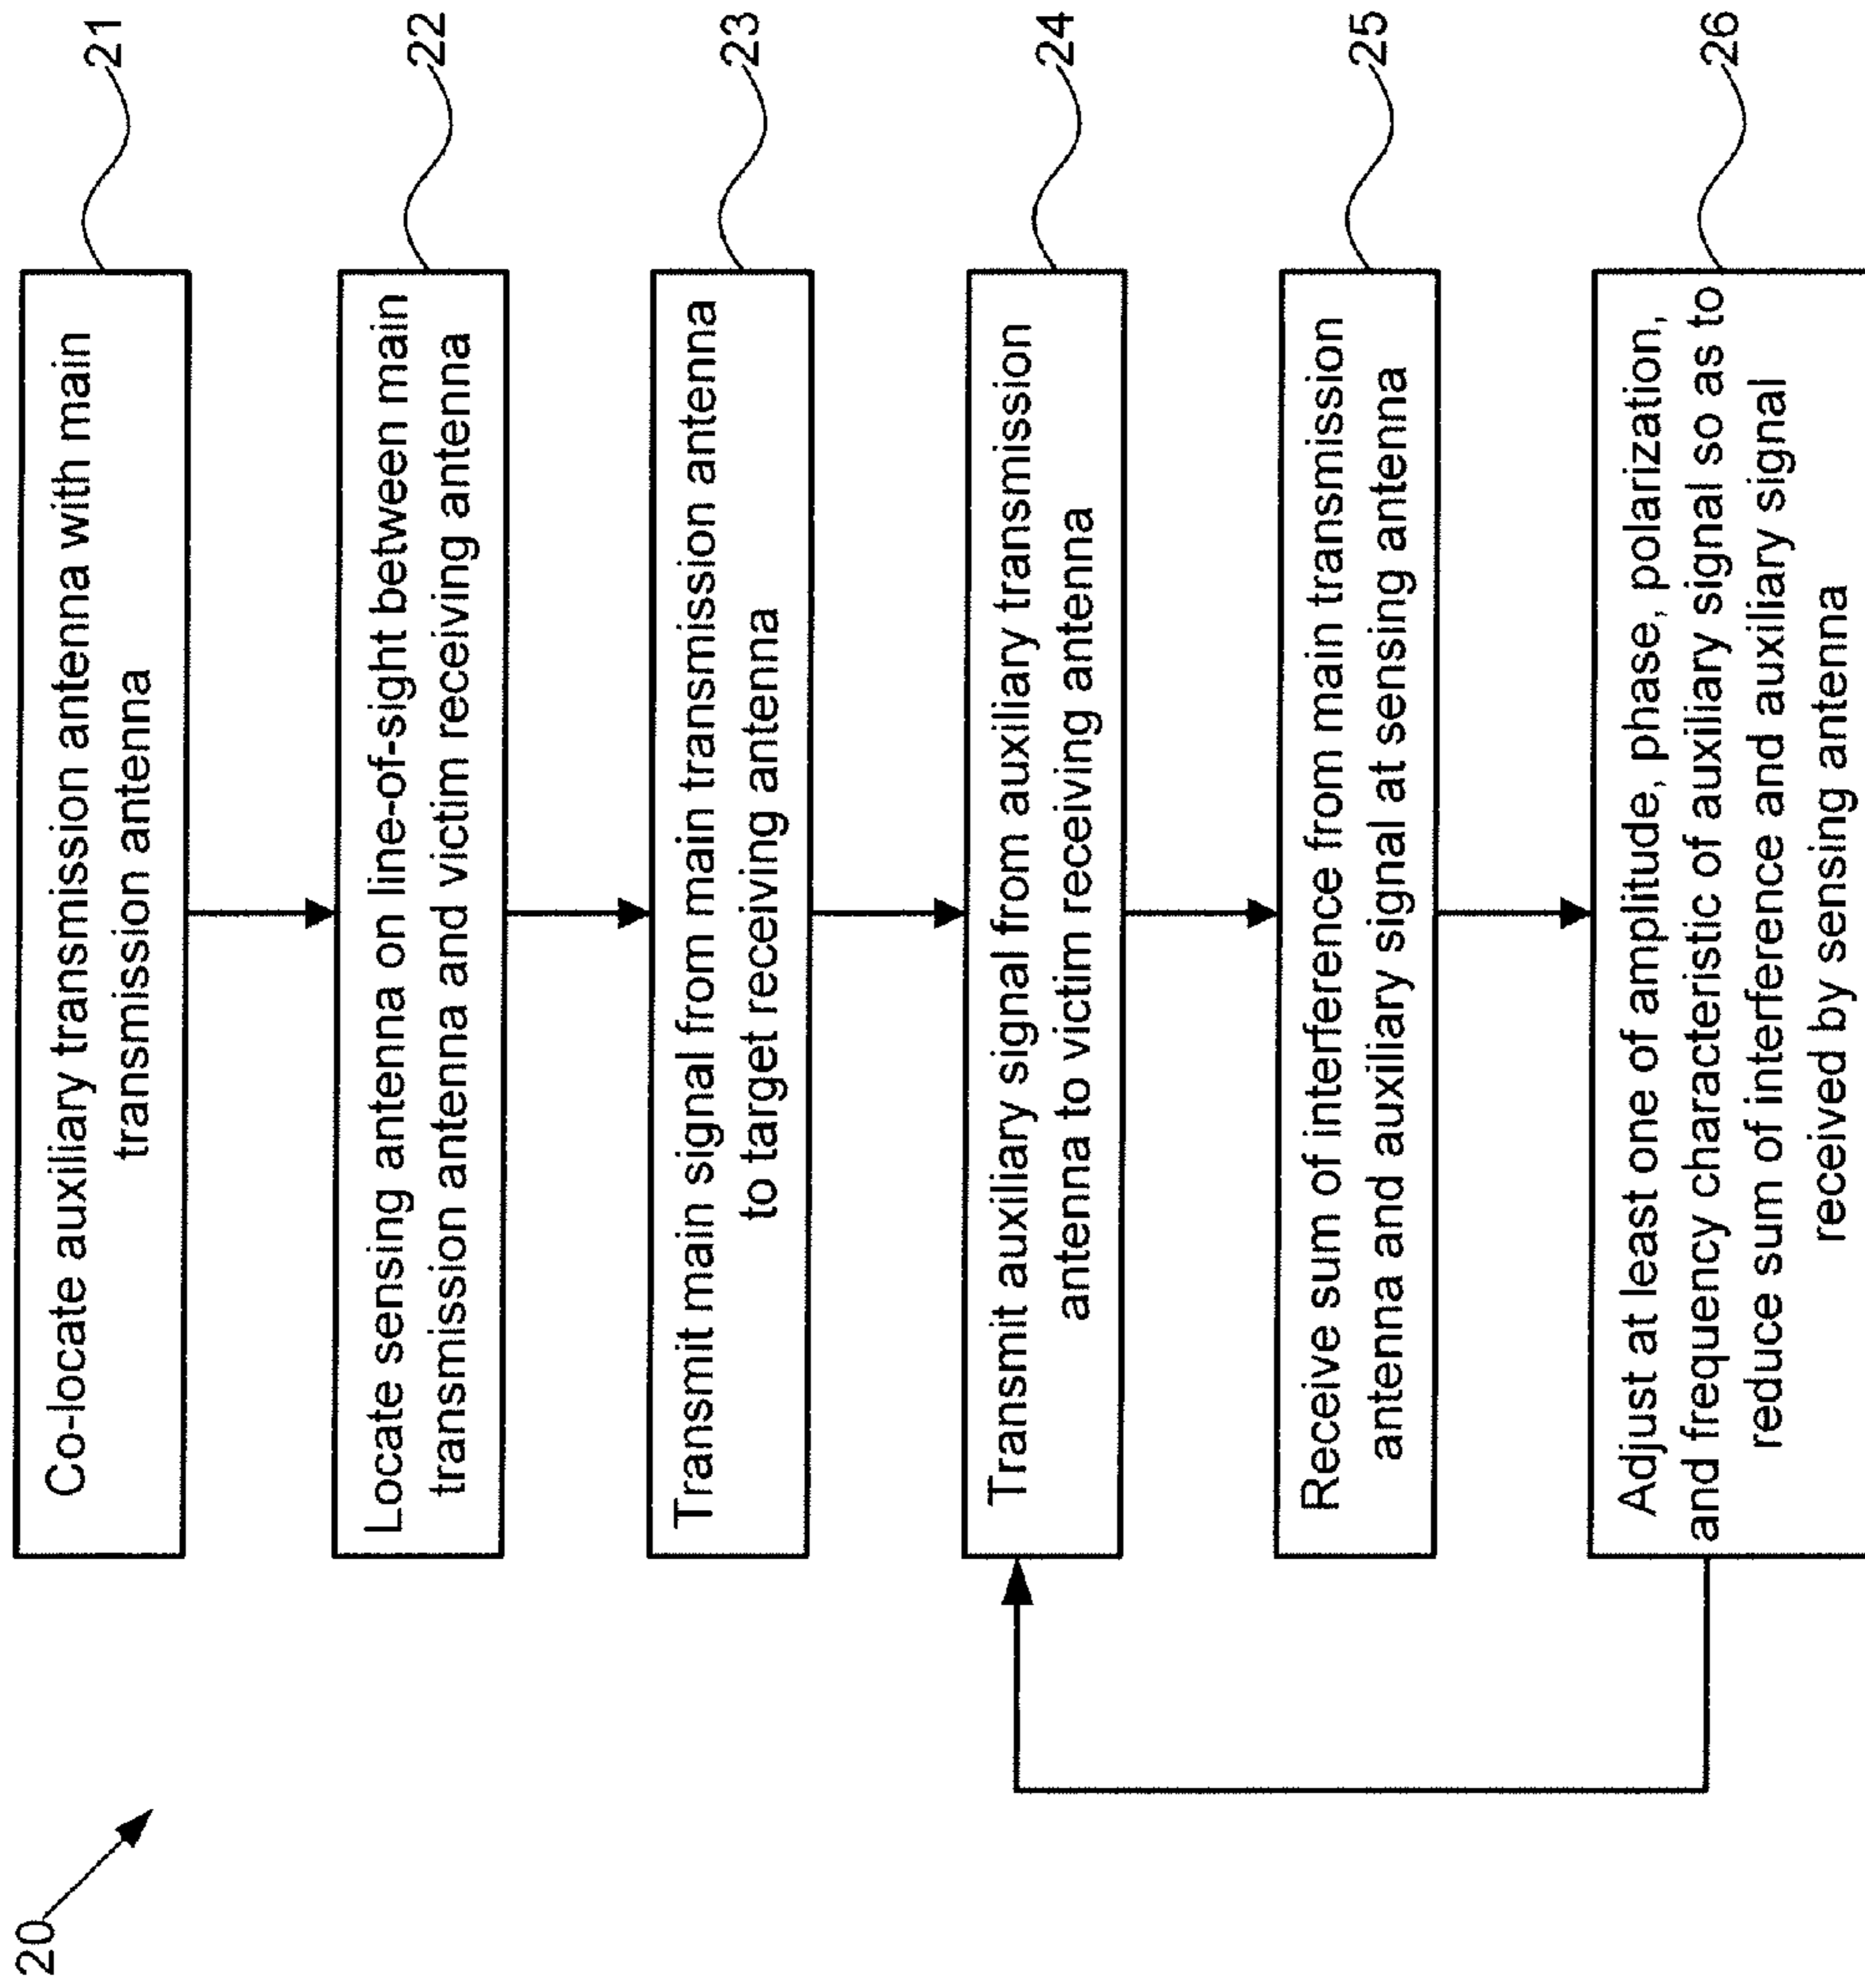 20
Co-locate auxiliary transmission antenna with main
transmission antenna
21
Locate sensing antenna on line-of-sight between main
transmission antenna and victim receiving antenna
22
Transmit main signal from main transmission antenna
to target receiving antenna
23
Transmit auxiliary signal from auxiliary transmission
antenna to victim receiving antenna
24
Receive sum of interference from main transmission
antenna and auxiliary signal at sensing antenna
25
Adjust at least one of amplitude, phase, polarization,
and frequency characteristic of auxiliary signal so as to
reduce sum of interference and auxiliary signal
received by sensing antenna
26